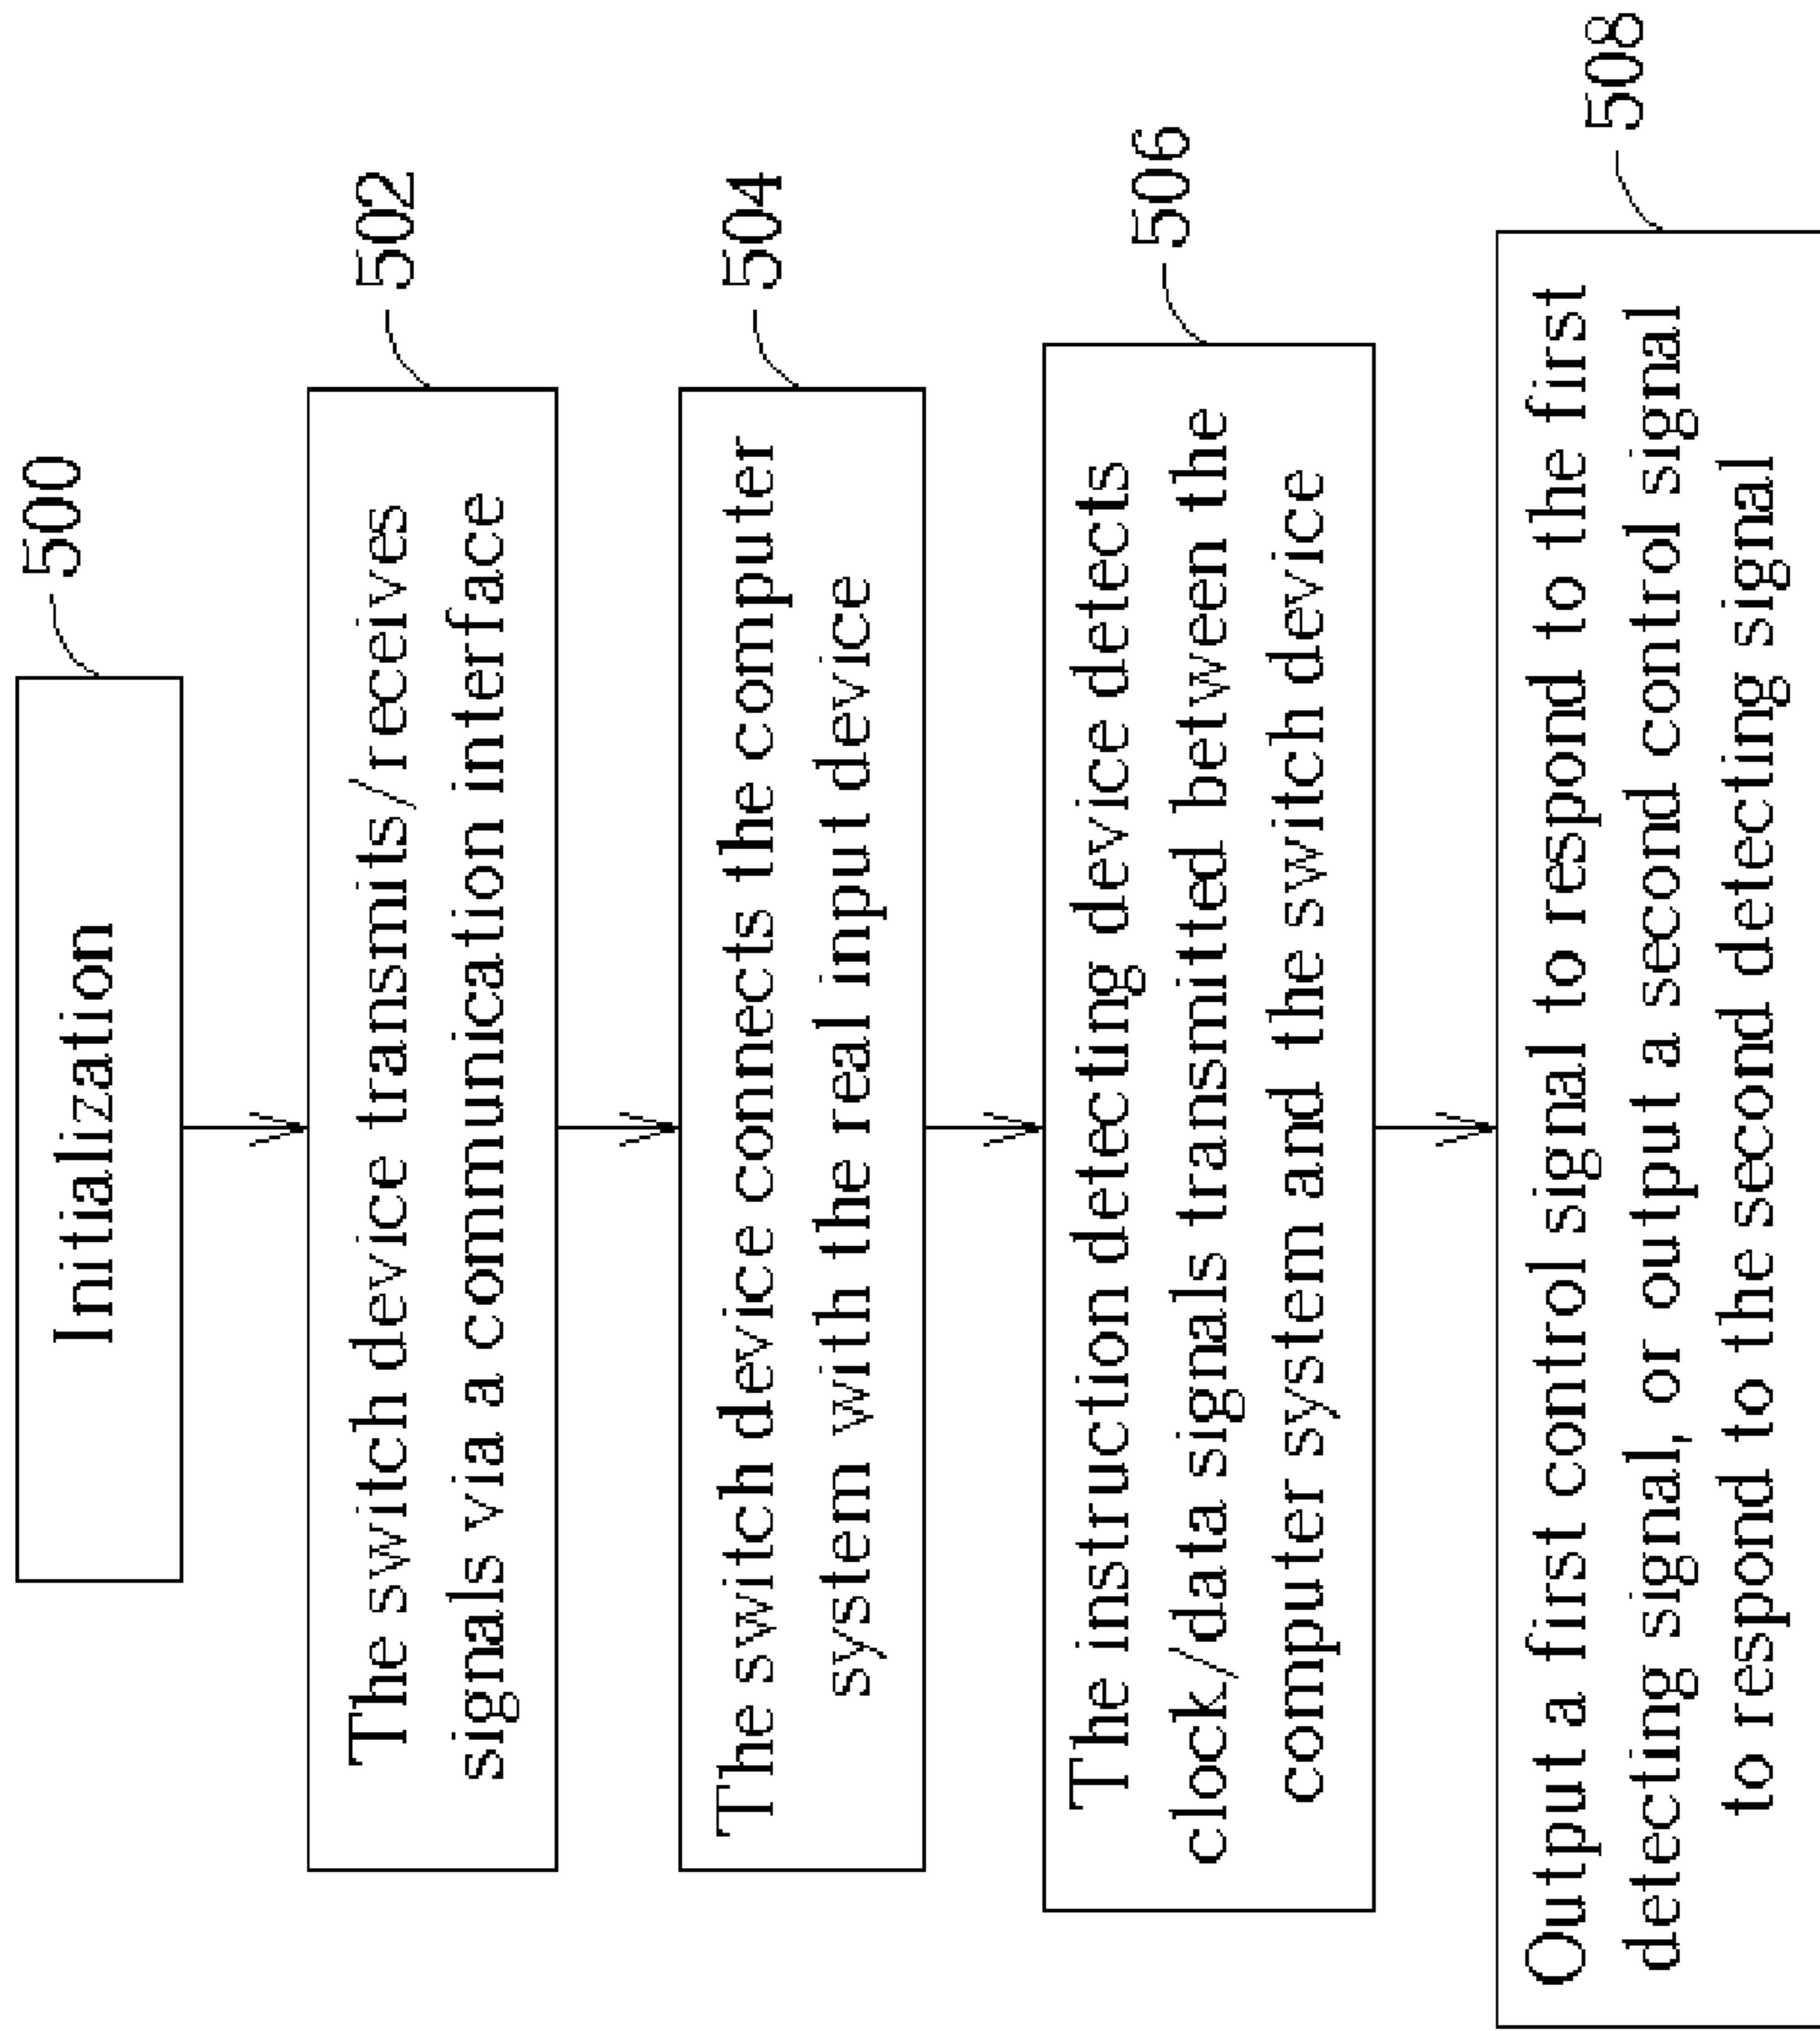 500
Initialization
502
The switch device transmits/receives
signals via a communication interface
504
The switch device connects the computer
system with the real input device
506
The instruction detecting device detects
clock/data signals transmitted between the
computer system and the switch device
508
Output a first control signal to respond to the first
detecting signal, or output a second control signal
to respond to the second detecting signal